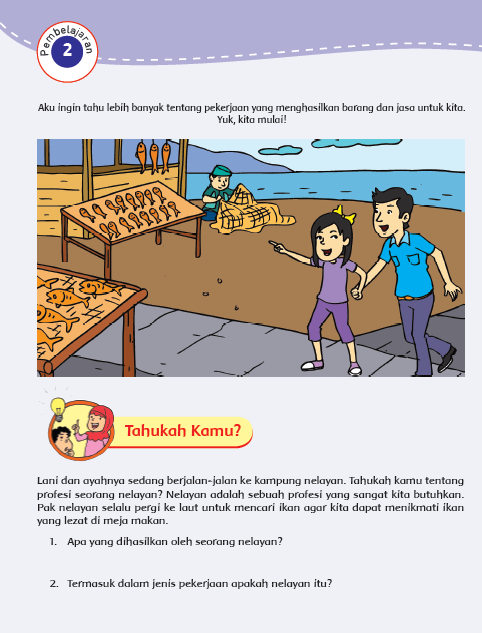 Pembelajaran
2
Aku ingin tahu lebih banyak tentang pekerjaan yang menghasilkan barang dan jasa untuk kita.
Yuk, kita mulai!
Tahukah Kamu?
Lani dan ayahnya sedang berjalan-jalan ke kampung nelayan. Tahukah kamu tentang
profesi seorang nelayan? Nelayan adalah sebuah profesi yang sangat kita butuhkan.
Pak nelayan selalu pergi ke laut untuk mencari ikan agar kita dapat menikmati ikan
yang lezat di meja makan.
1. Apa yang dihasilkan oleh seorang nelayan?
2. Termasuk dalam jenis pekerjaan apakah nelayan itu?